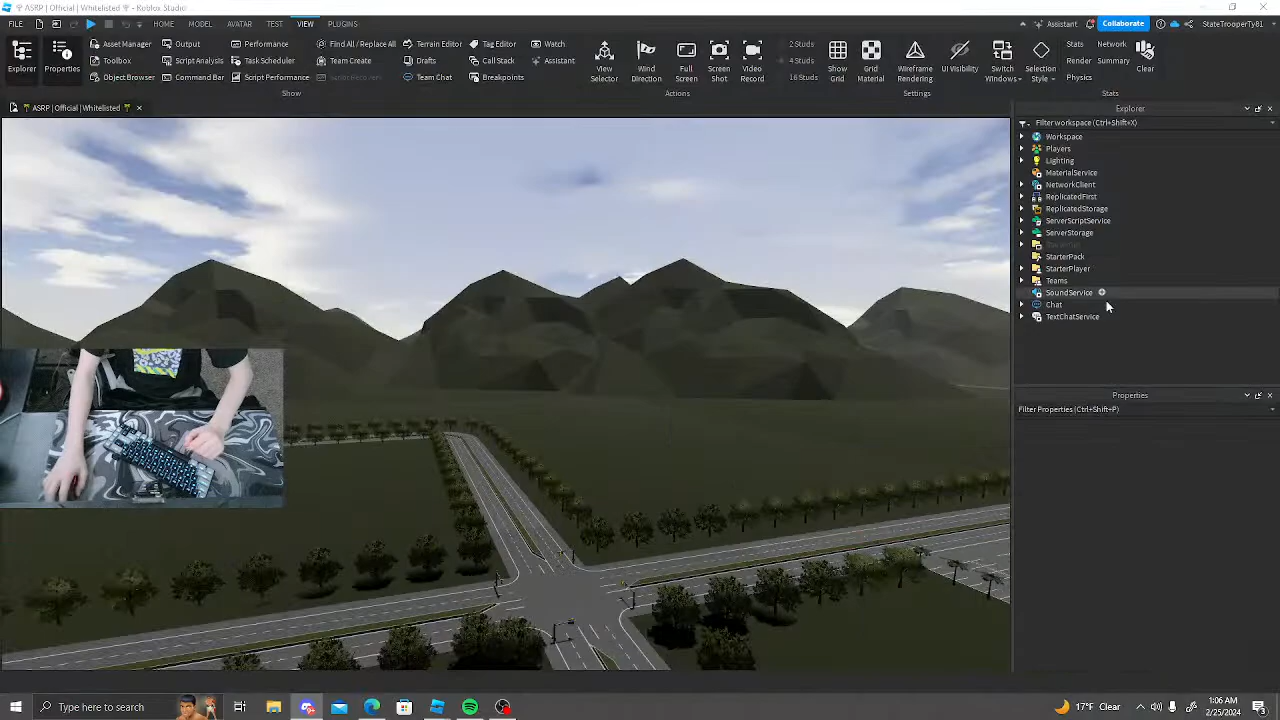 ASRP | Official | Whitelisted - Roblox Studio
FILE HOME MODEL AVATAR TEST VIEW PLUGINS Assistant Collaborate StateTrooperTy81
Explorer Properties
Asset Manager Output Performance Find All / Replace All Terrain Editor Tag Editor Watch
Toolbox Script Analysis Task Scheduler Team Create Drafts Call Stack Assistant
Object Browser Command Bar Script Performance Team Chat Breakpoints
View Selector Wind Direction Full Screen Screen Shot Video Record
2 Studs
4 Studs
16 Studs
Show Grid Grid Material Wireframe Rendering UI Visibility Switch Windows Selection Style
Stats Network
Render Summary Clear
Physics
Show Actions Settings Stats
ASRP | Official | Whitelisted
Explorer
Filter workspace (Ctrl+Shift+X)
Workspace
Players
Lighting
MaterialService
NetworkClient
ReplicatedFirst
ReplicatedStorage
ServerScriptService
ServerStorage
StarterPack
StarterPlayer
Teams
SoundService
Chat
TextChatService
Properties
Filter Properties (Ctrl+Shift+P)
Type here to search
17°F Clear
1:06 AM
2/25/2024